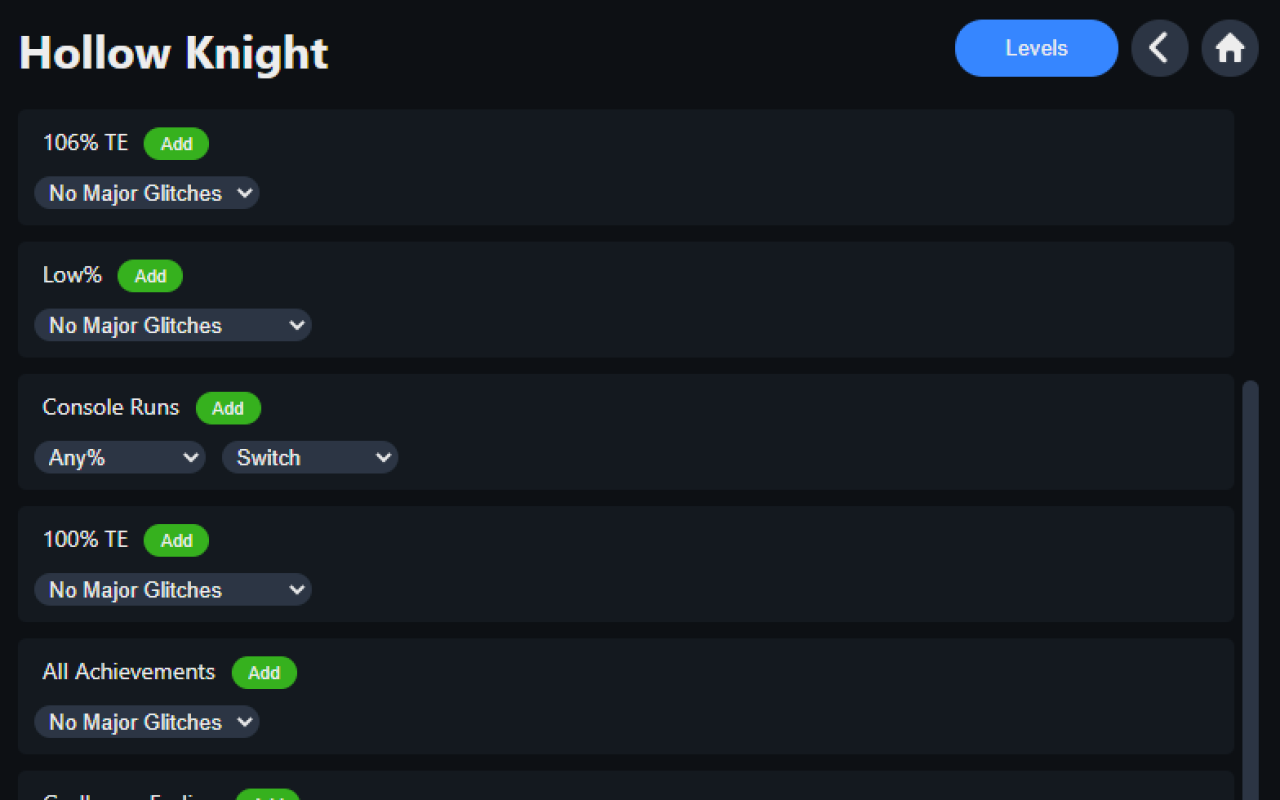 Hollow Knight
Levels
106% TE Add
No Major Glitches
Low% Add
No Major Glitches
Console Runs Add
Any% Switch
100% TE Add
No Major Glitches
All Achievements Add
No Major Glitches